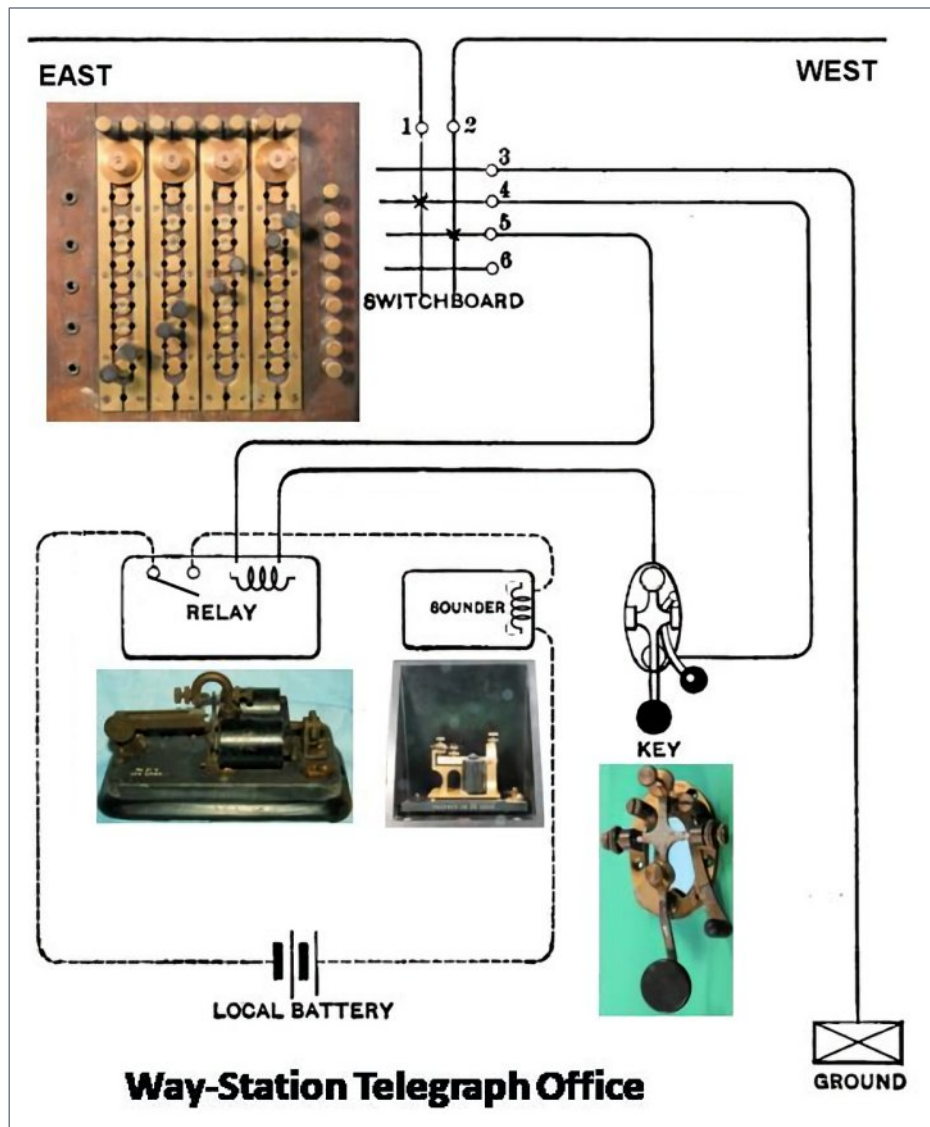 EAST
WEST
1
2
3
4
5
6
SWITCHBOARD
RELAY
SOUNDER
KEY
LOCAL BATTERY
GROUND
Way-Station Telegraph Office